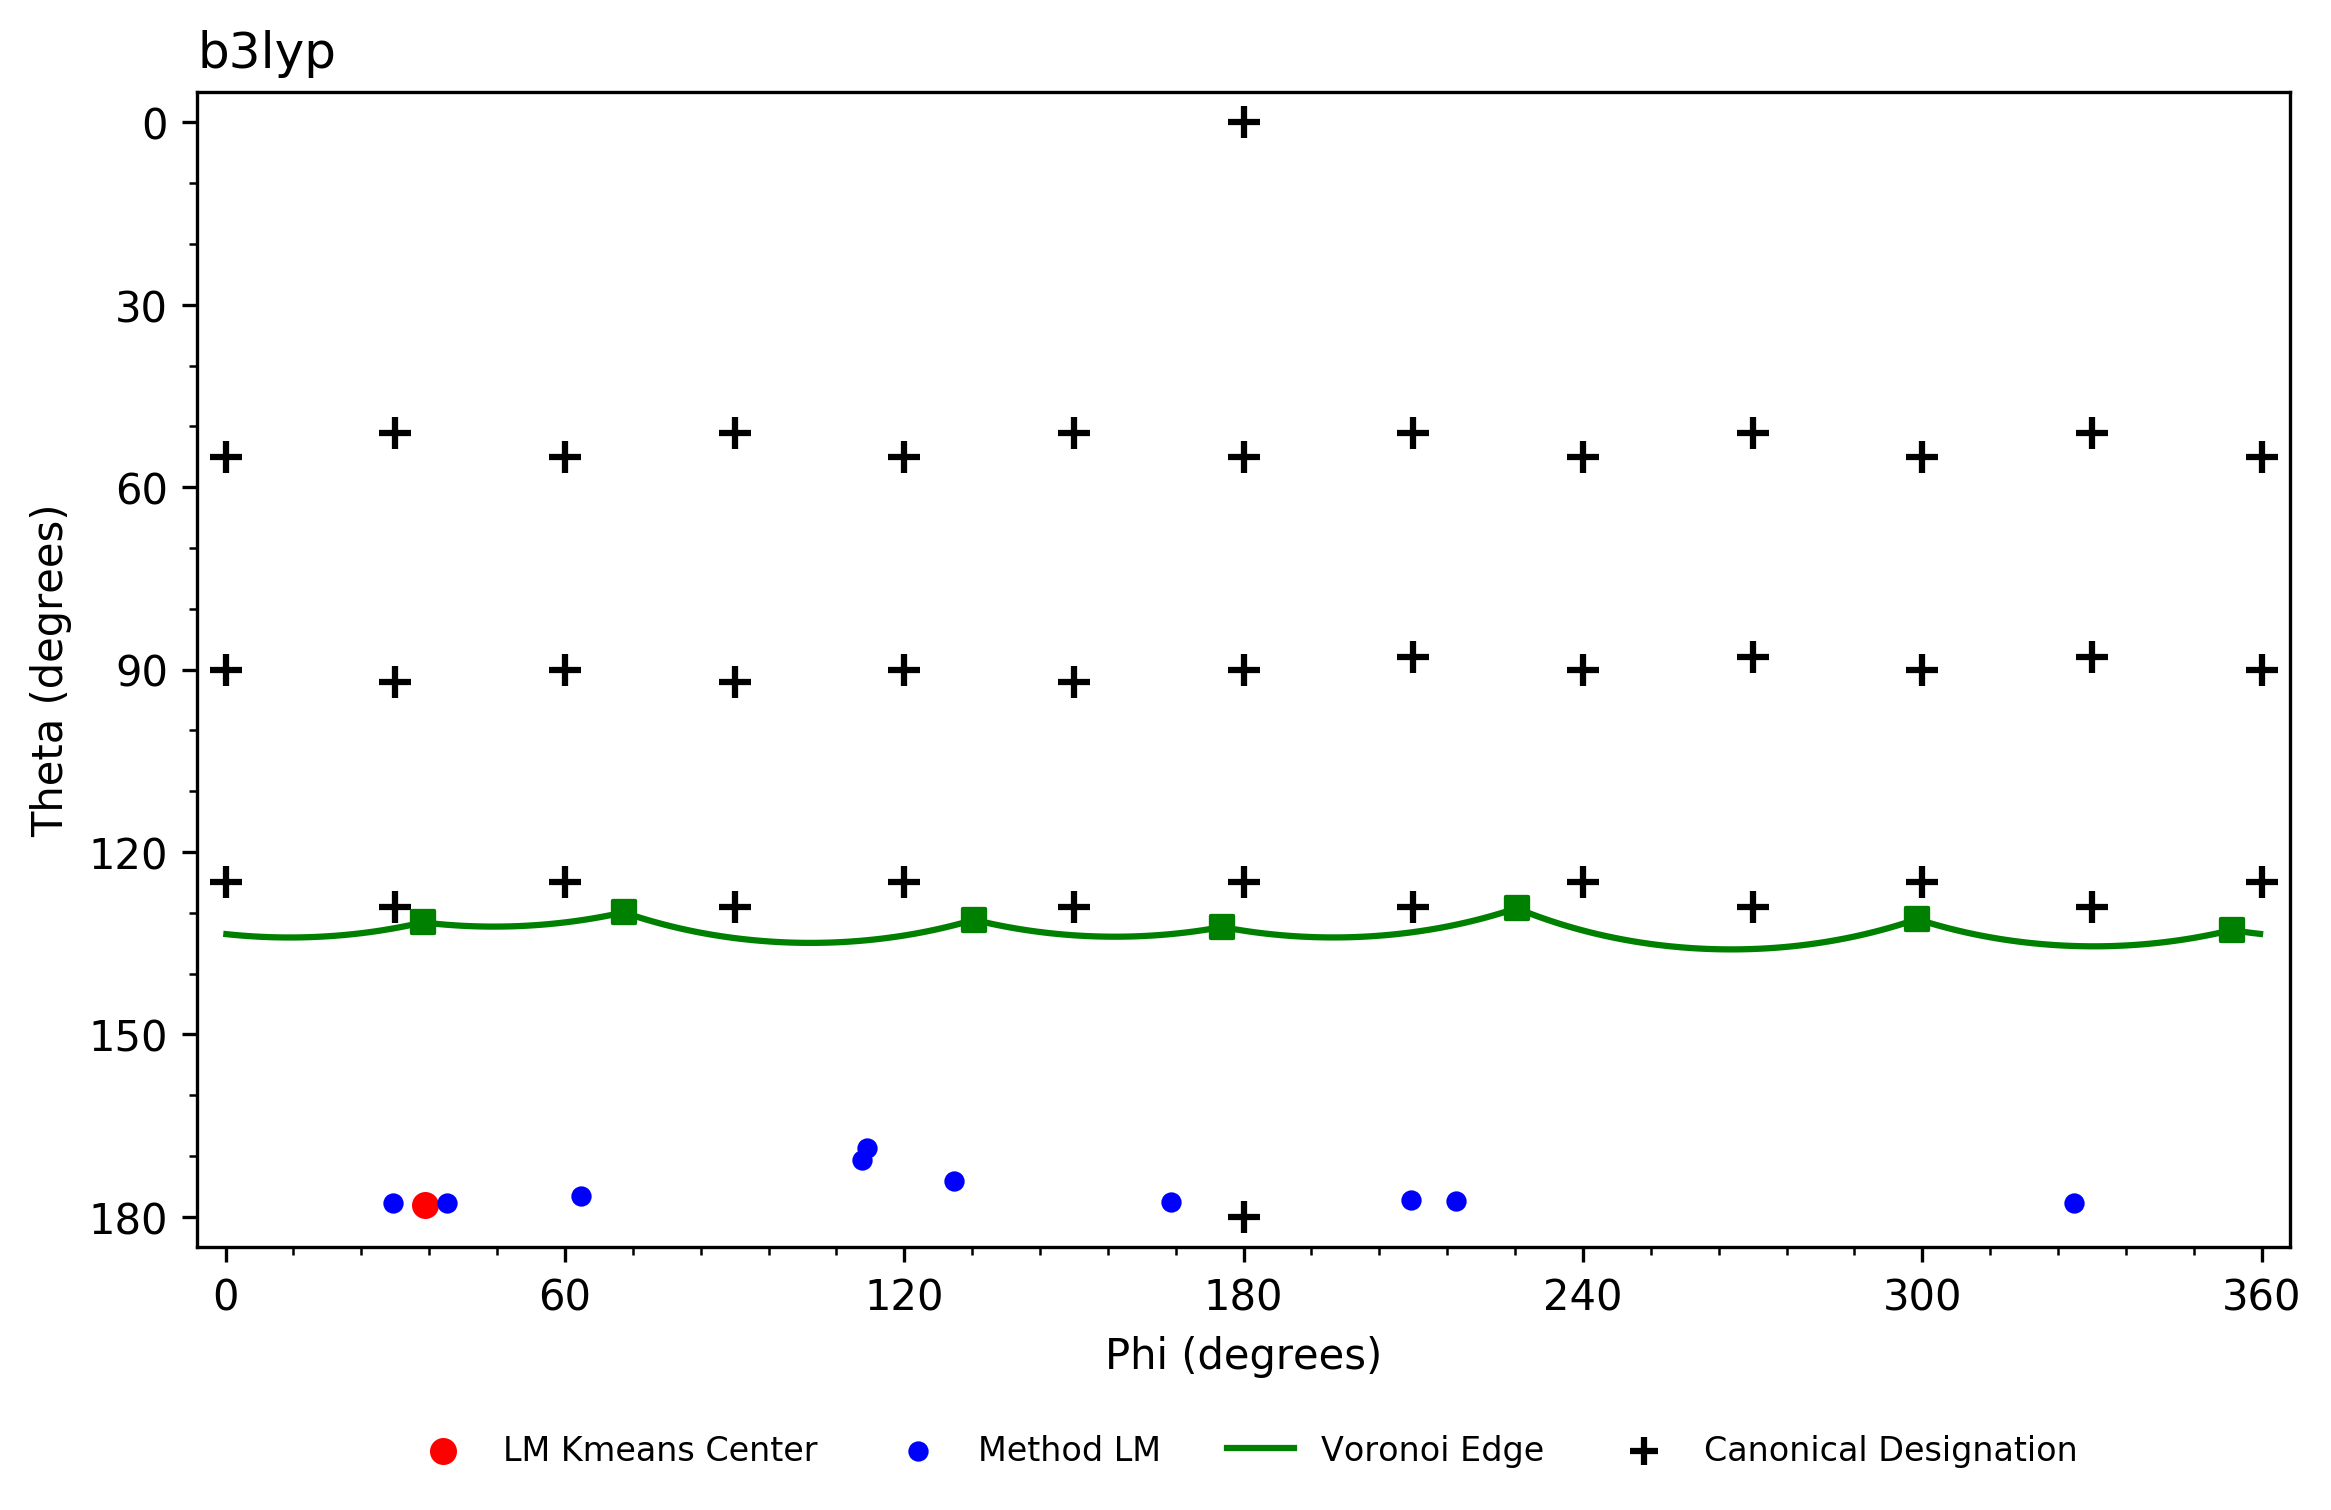 b3lyp
0
30
60
90
120
150
180
Theta (degrees)
0 60 120 180 240 300 360
Phi (degrees)
LM Kmeans Center Method LM Voronoi Edge Canonical Designation